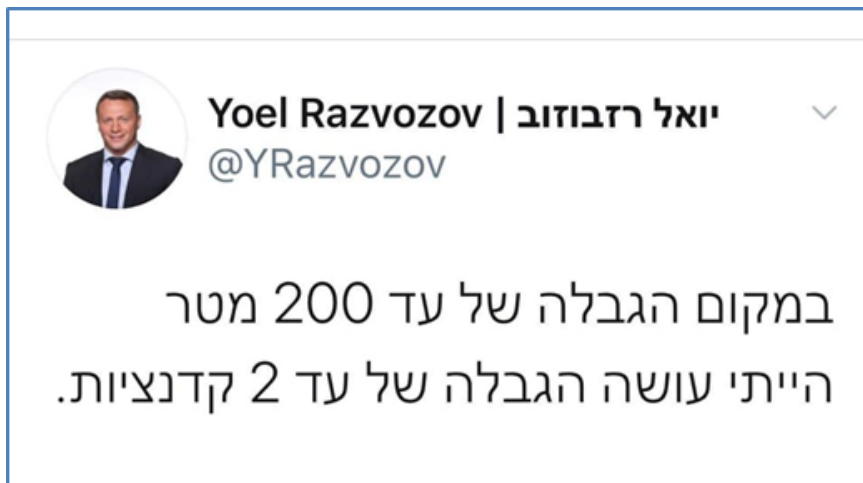 Yoel Razvozov | יואל רזבוזוב
@YRazvozov
במקום הגבלה של עד 200 מטר
הייתי עושה הגבלה של עד 2 קדנציות.